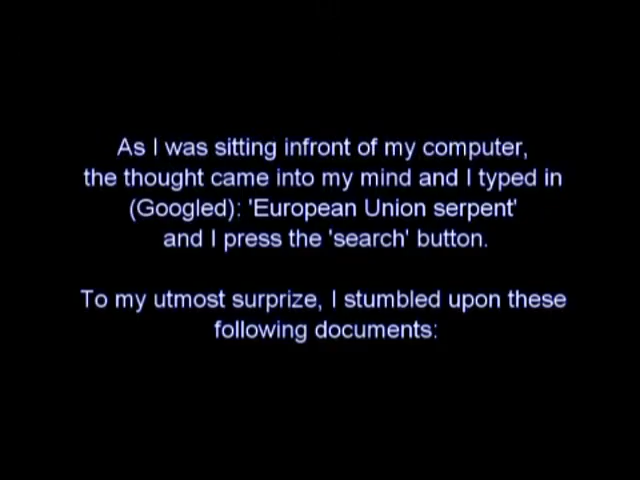 As I was sitting infront of my computer,
the thought came into my mind and I typed in
(Googled): 'European Union serpent'
and I press the 'search' button.
To my utmost surprize, I stumbled upon these
following documents: